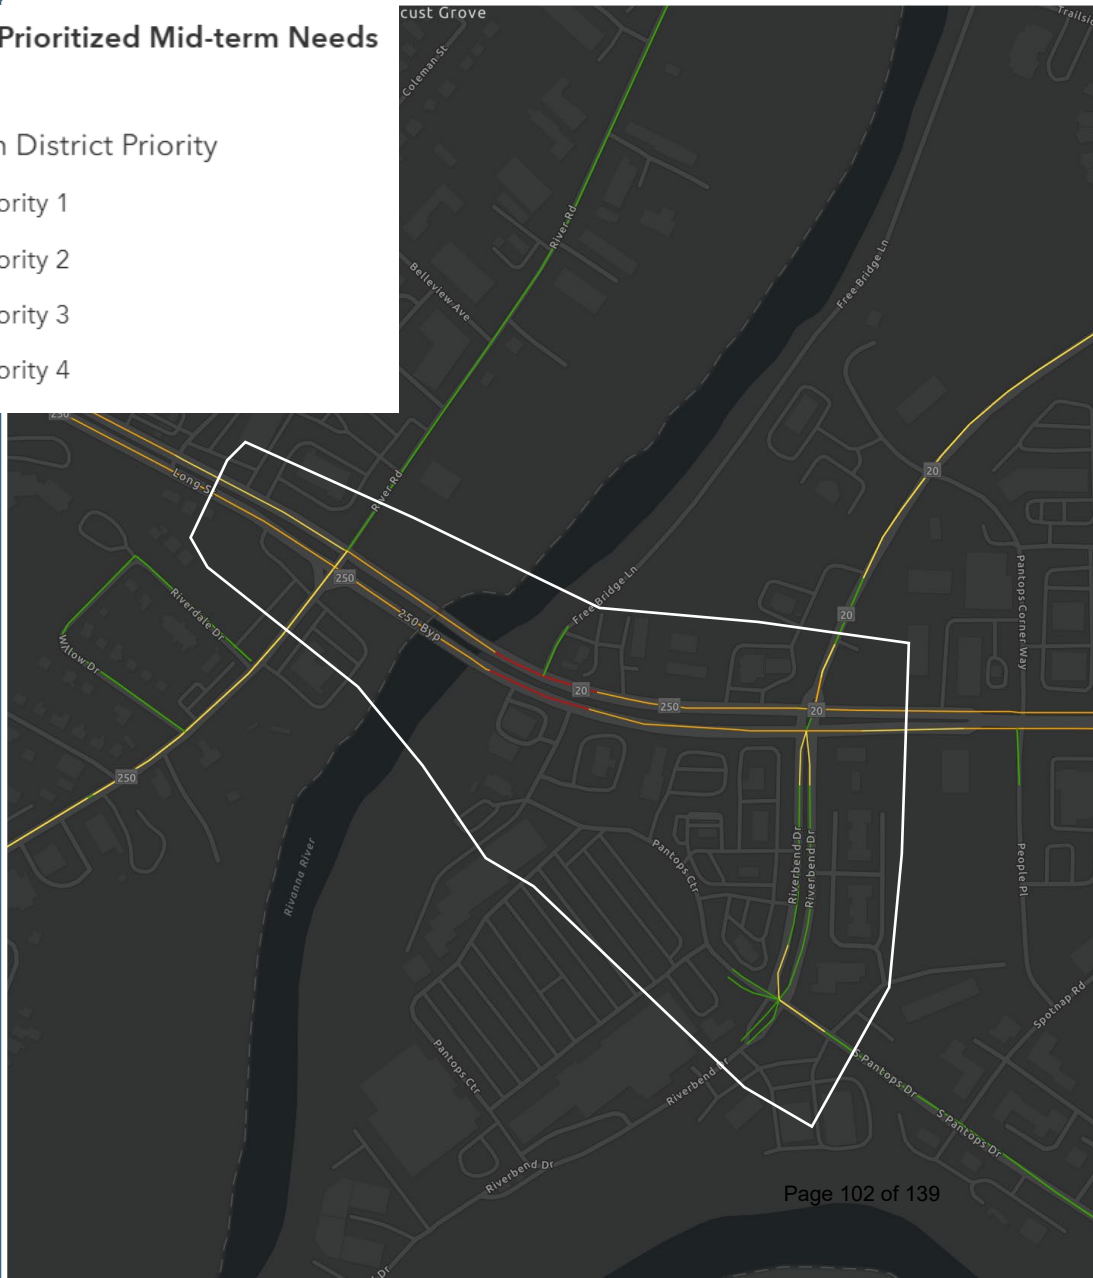 Prioritized Mid-term Needs
n District Priority
ority 1
ority 2
ority 3
ority 4
cust Grove
Coleman St
Trailsi
River Rd
Free Bridge Ln
Belleview Ave
250
Long S
River Rd
20
250
Riverdale Dr
250 Byp
Free Bridge Ln
20
Pantops Corner Way
Willow Dr
20
250
20
250
Pantops Ctr
Riverbend Dr
Riverbend Dr
People Pl
Rivanna River
Spotnap Rd
Pantops Ctr
Riverbend Dr
S Pantops Dr
S Pantops Dr
Riverbend Dr
Page 102 of 139
Dr